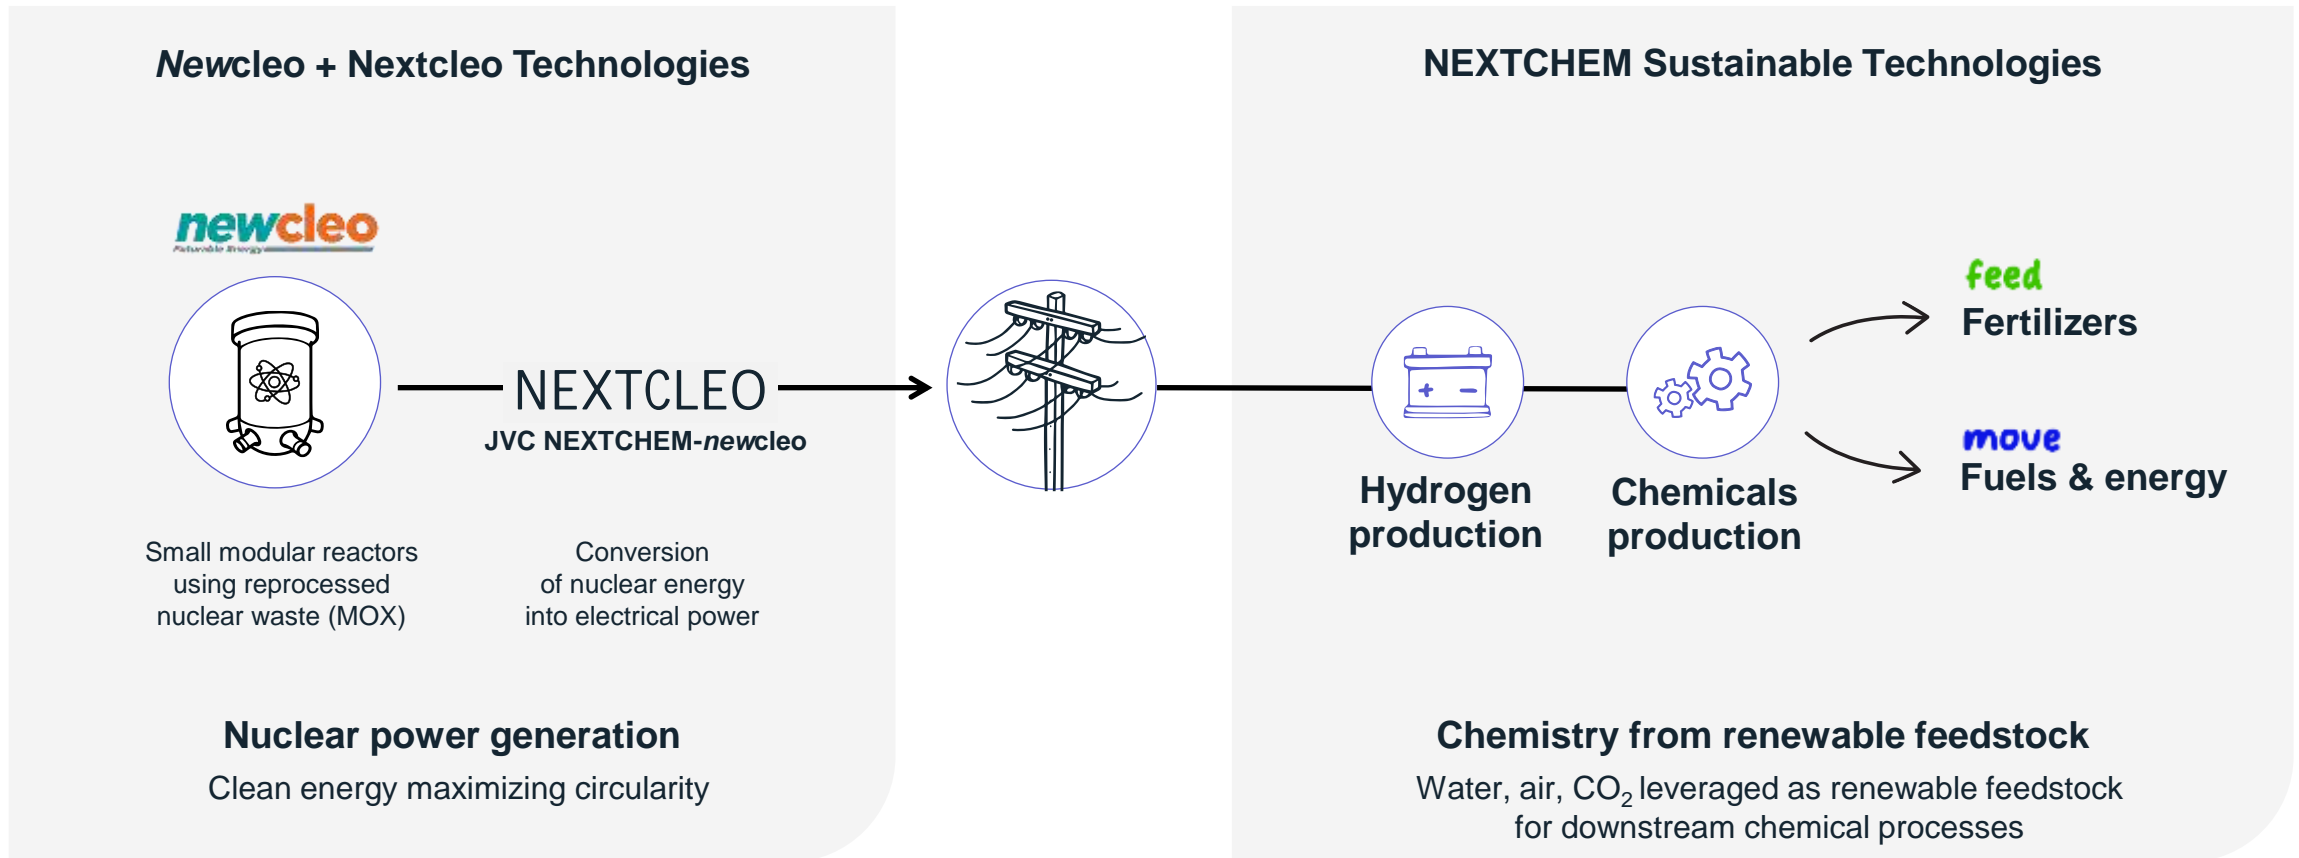 Newcleo + Nextcleo Technologies
newcleo
Futurable Energy
NEXTCLEO
JVC NEXTCHEM-newcleo
Small modular reactors
using reprocessed
nuclear waste (MOX)
Conversion
of nuclear energy
into electrical power
Nuclear power generation
Clean energy maximizing circularity
NEXTCHEM Sustainable Technologies
+ -
Hydrogen
production
Chemicals
production
feed
Fertilizers
move
Fuels & energy
Chemistry from renewable feedstock
Water, air, CO₂ leveraged as renewable feedstock
for downstream chemical processes